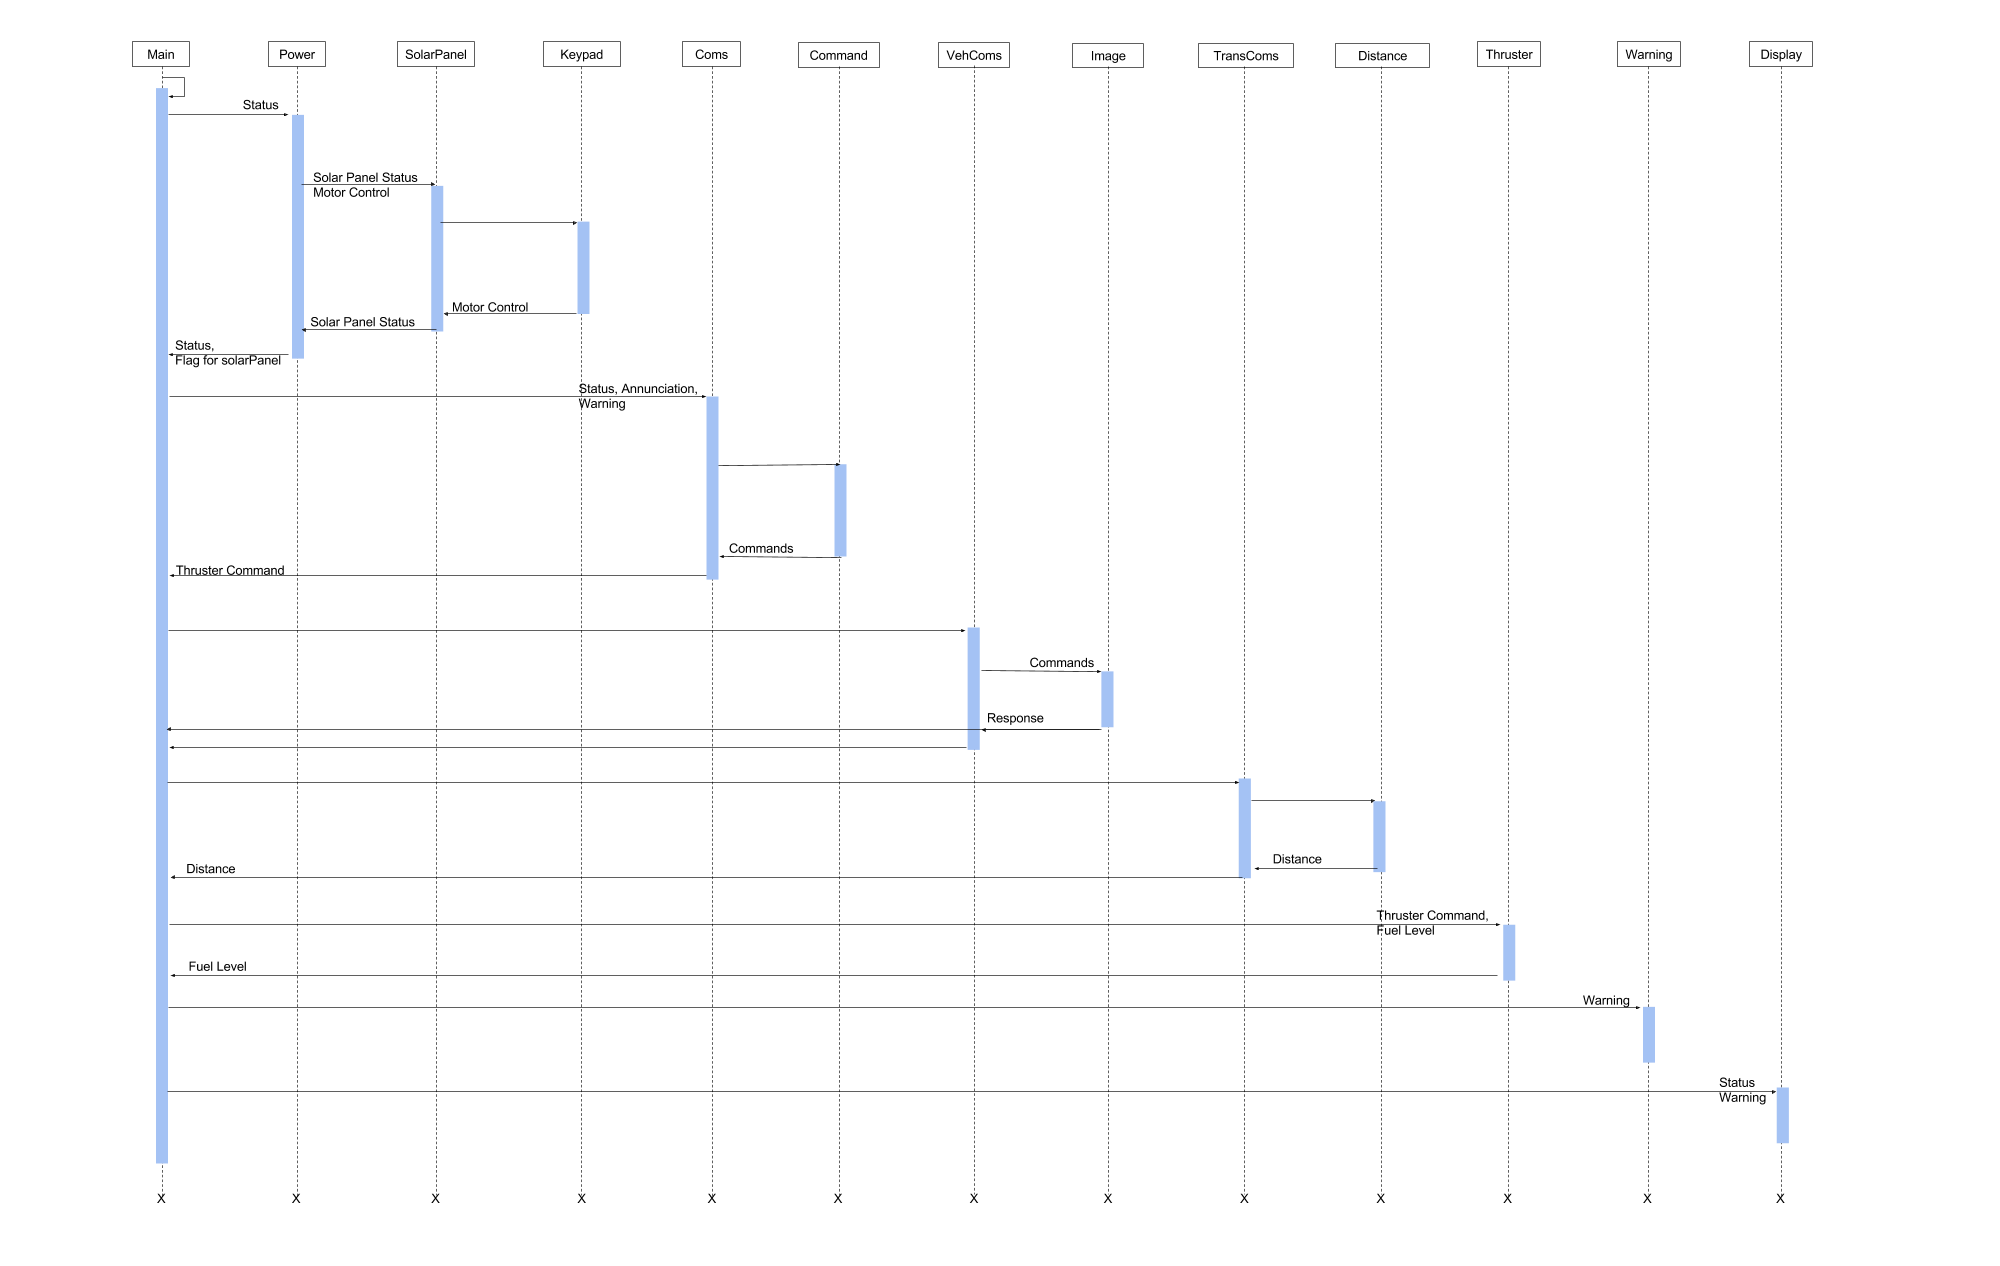 Main
Power
SolarPanel
Keypad
Coms
Command
VehComs
Image
TransComs
Distance
Thruster
Warning
Display
Status
Solar Panel Status
Motor Control
Motor Control
Solar Panel Status
Status,
Flag for solarPanel
Status, Annunciation,
Warning
Commands
Thruster Command
Commands
Response
Distance
Distance
Thruster Command,
Fuel Level
Fuel Level
Warning
Status
Warning
X X X X X X X X X X X X X